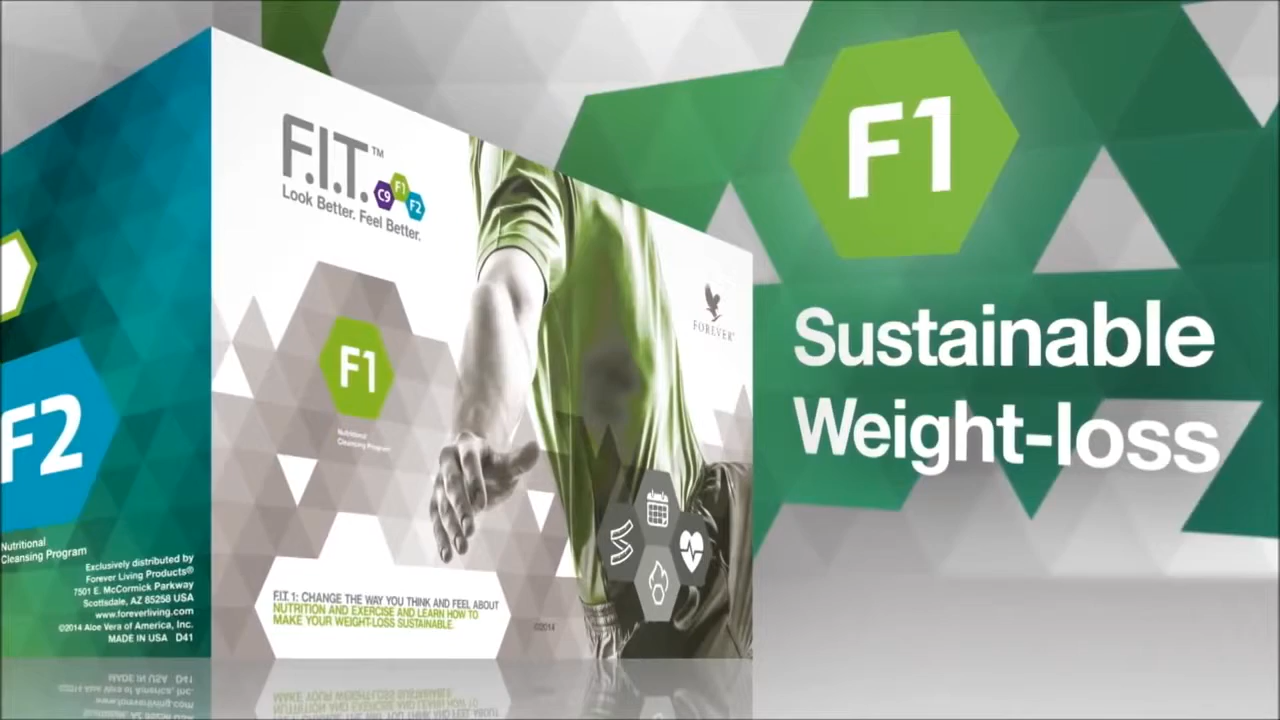 F.I.T.™
C9 F1 F2
Look Better. Feel Better.
F1
Nutritional
Cleansing Program
FOREVER®
F.I.T. 1: CHANGE THE WAY YOU THINK AND FEEL ABOUT
NUTRITION AND EXERCISE AND LEARN HOW TO
MAKE YOUR WEIGHT-LOSS SUSTAINABLE.
©2014
F2
Nutritional
Cleansing Program
Exclusively distributed by
Forever Living Products®
7501 E. McCormick Parkway
Scottsdale, AZ 85258 USA
www.foreverliving.com
©2014 Aloe Vera of America, Inc.
MADE IN USA D41
F1
Sustainable
Weight-loss